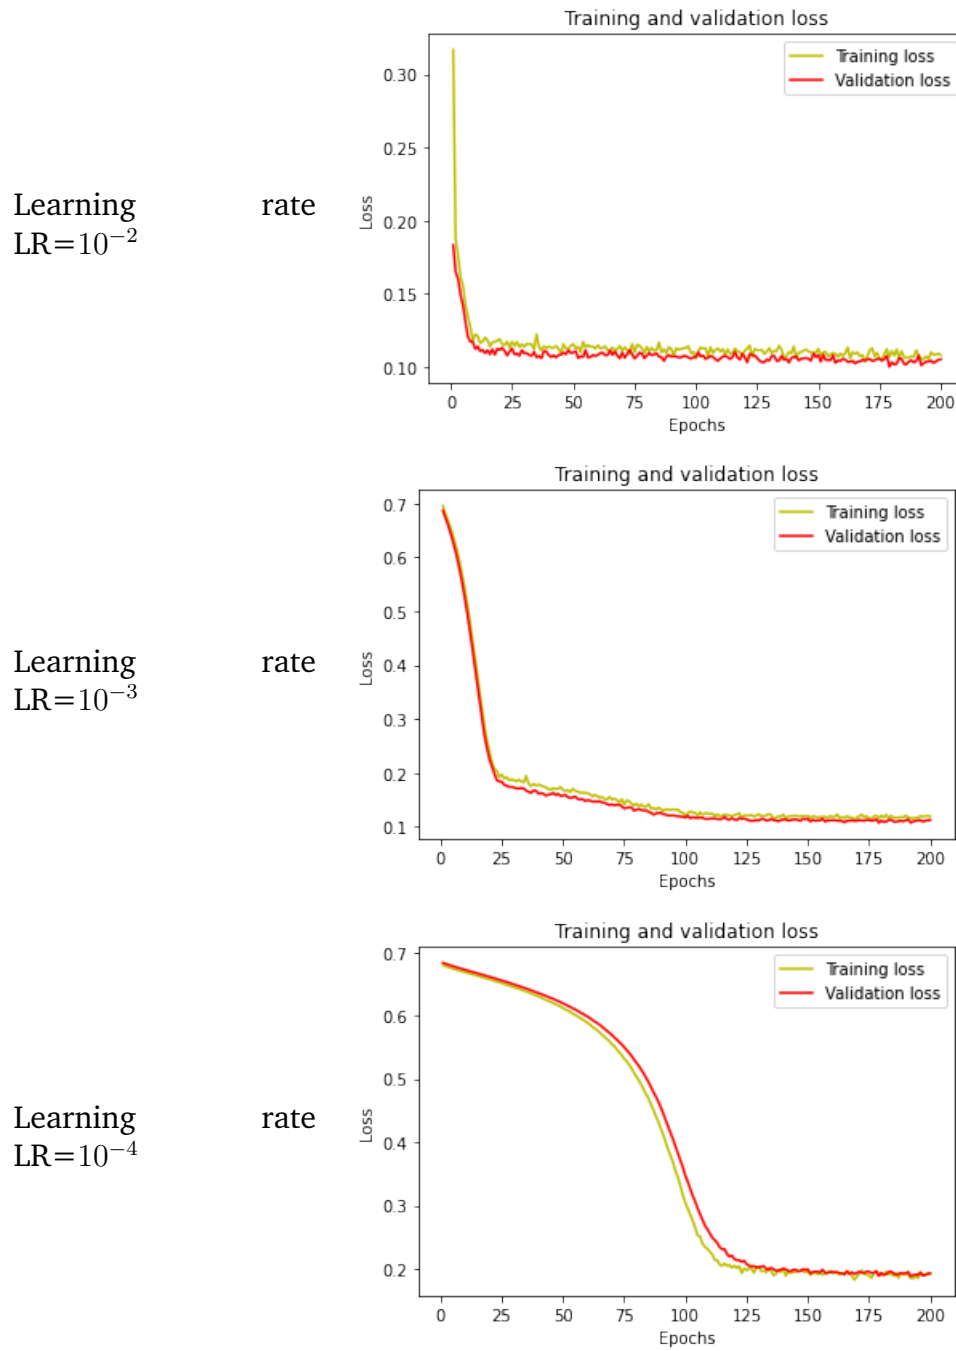 Training and validation loss
Training loss
Validation loss
0.30
0.25
0.20
0.15
0.10
Loss
0 25 50 75 100 125 150 175 200
Epochs
Learning rate
LR=10⁻²
Training and validation loss
Training loss
Validation loss
0.7
0.6
0.5
0.4
0.3
0.2
0.1
Loss
0 25 50 75 100 125 150 175 200
Epochs
Learning rate
LR=10⁻³
Training and validation loss
Training loss
Validation loss
0.7
0.6
0.5
0.4
0.3
0.2
Loss
0 25 50 75 100 125 150 175 200
Epochs
Learning rate
LR=10⁻⁴